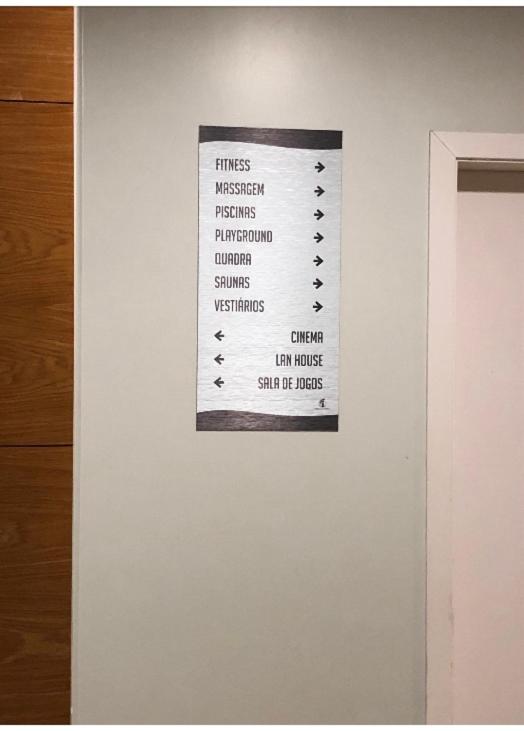 FITNESS →
MASSAGEM →
PISCINAS →
PLAYGROUND →
QUADRA →
SAUNAS →
VESTIÁRIOS →
← CINEMA
← LAN HOUSE
← SALA DE JOGOS